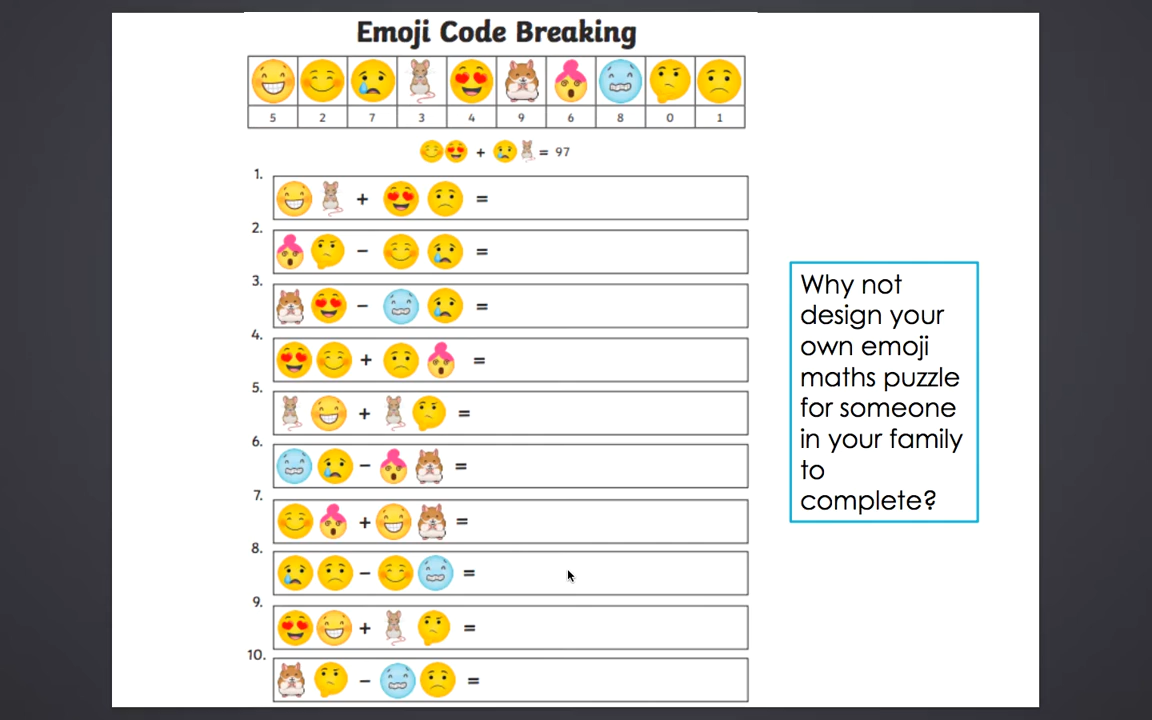 Emoji Code Breaking
5 2 7 3 4 9 6 8 0 1
+ = 97
1. + =
2. – =
3. – =
4. + =
5. + =
6. – =
7. + =
8. – =
9. + =
10. – =
Why not
design your
own emoji
maths puzzle
for someone
in your family
to
complete?